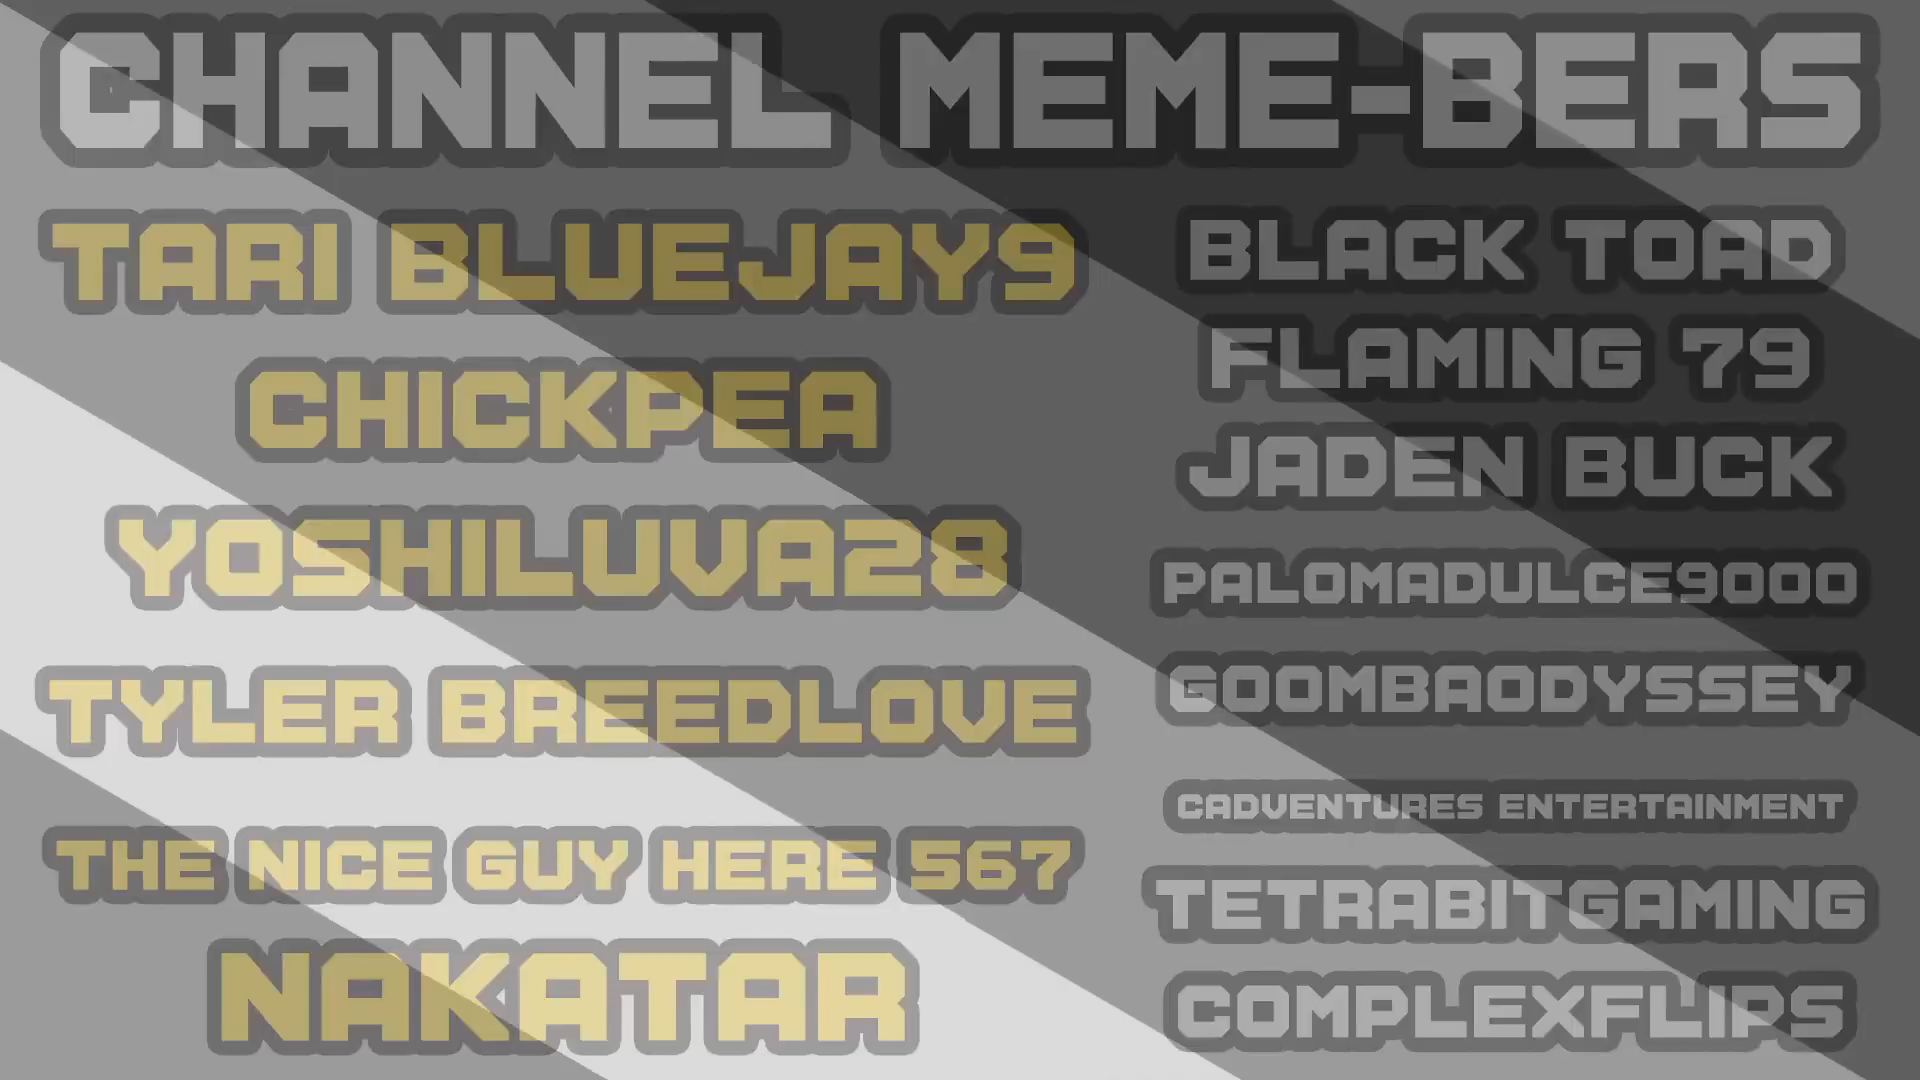 CHANNEL MEME-BERS
TARI BLUEJAY9
CHICKPEA
YOSHILUVA28
TYLER BREEDLOVE
THE NICE GUY HERE 567
NAKATAR
BLACK TOAD
FLAMING 79
JADEN BUCK
PALOMADULCE9000
GOOMBAODYSSEY
CADVENTURES ENTERTAINMENT
TETRABITGAMING
COMPLEXFLIPS